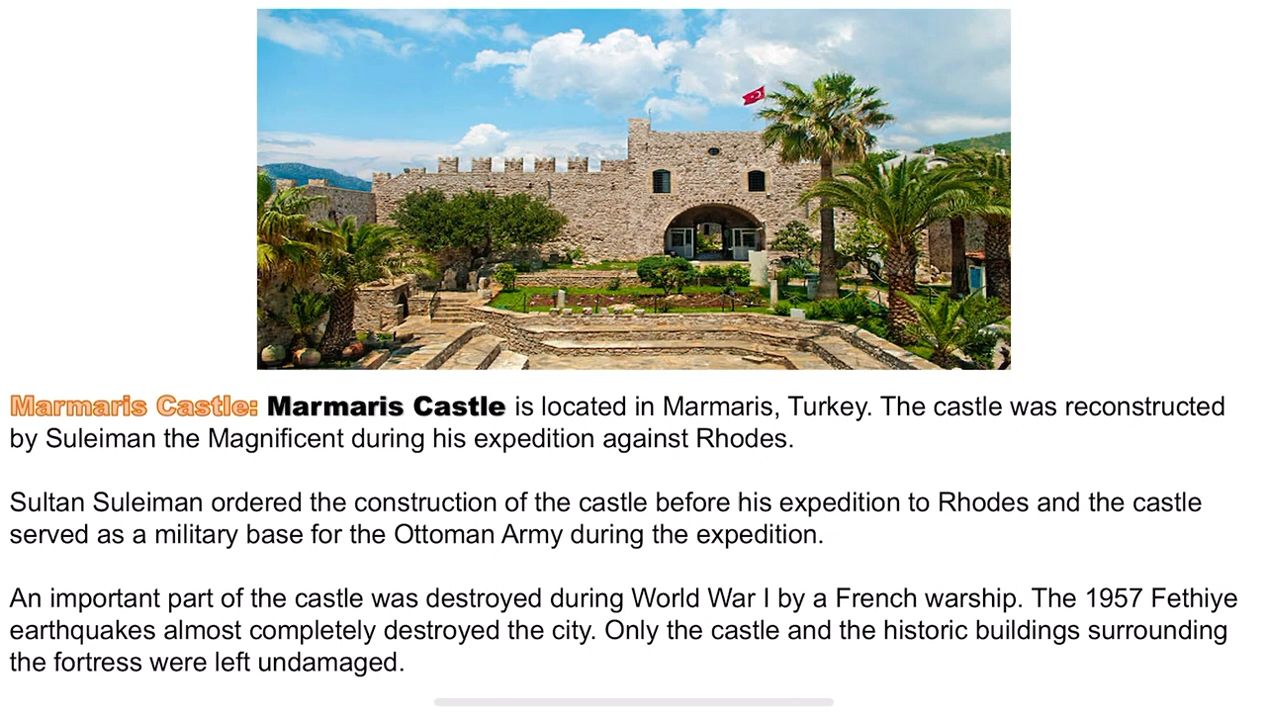 Marmaris Castle: Marmaris Castle is located in Marmaris, Turkey. The castle was reconstructed
by Suleiman the Magnificent during his expedition against Rhodes.
Sultan Suleiman ordered the construction of the castle before his expedition to Rhodes and the castle
served as a military base for the Ottoman Army during the expedition.
An important part of the castle was destroyed during World War I by a French warship. The 1957 Fethiye
earthquakes almost completely destroyed the city. Only the castle and the historic buildings surrounding
the fortress were left undamaged.